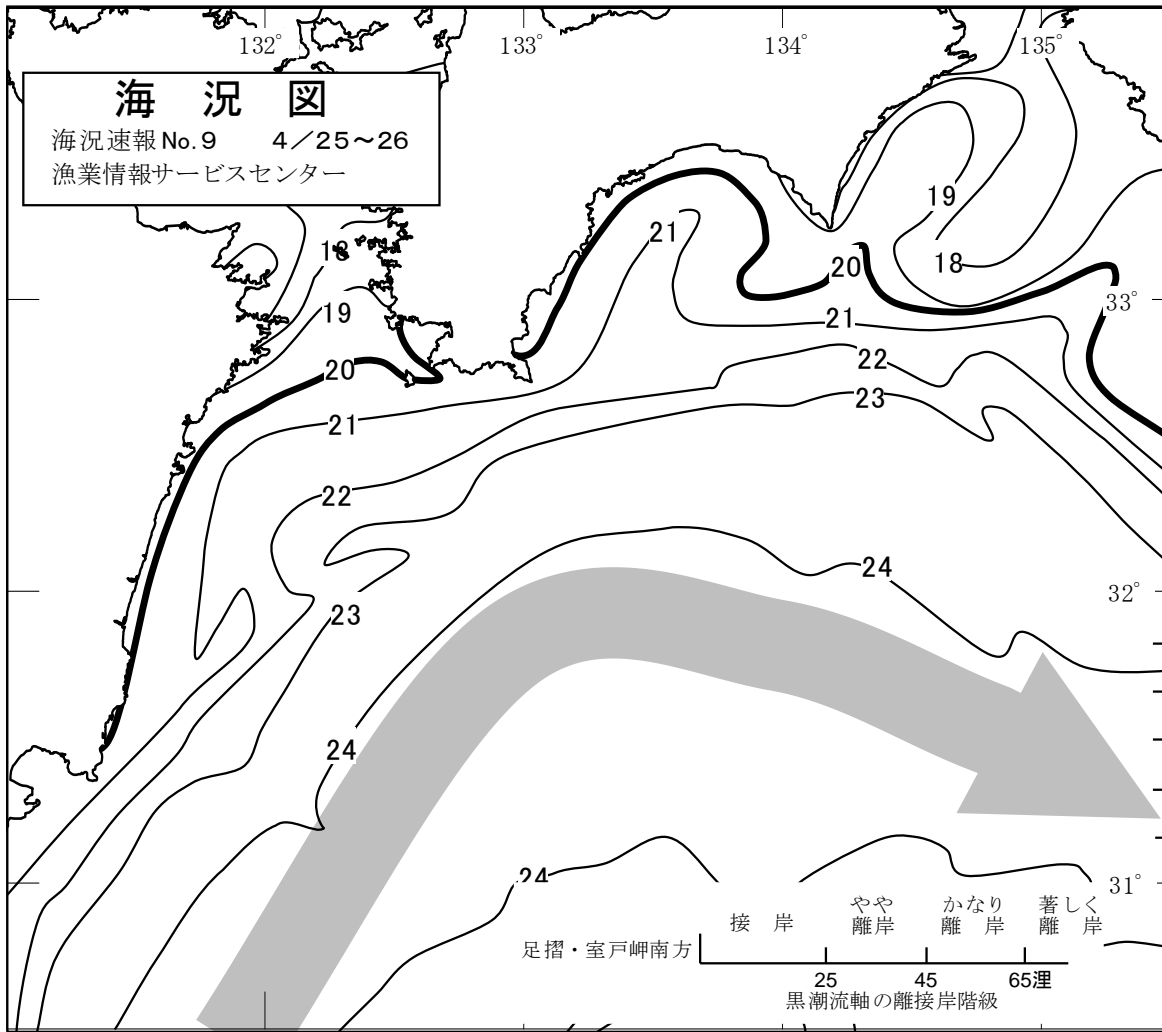 132° 133° 134° 135°
海 況 図
海況速報No.9 4／25～26
漁業情報サービスセンター
19
21
18
18
20
33°
19
21
22
20
23
21
22
24
32°
23
24
24
31°
接 岸 やや離岸 かなり離岸 著しく離岸
足摺・室戸岬南方
25 45 65浬
黒潮流軸の離接岸階級